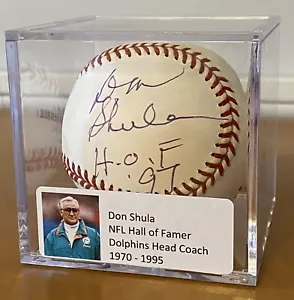 Don
Shula
H.O.F
'97
Don Shula
NFL Hall of Famer
Dolphins Head Coach
1970 - 1995